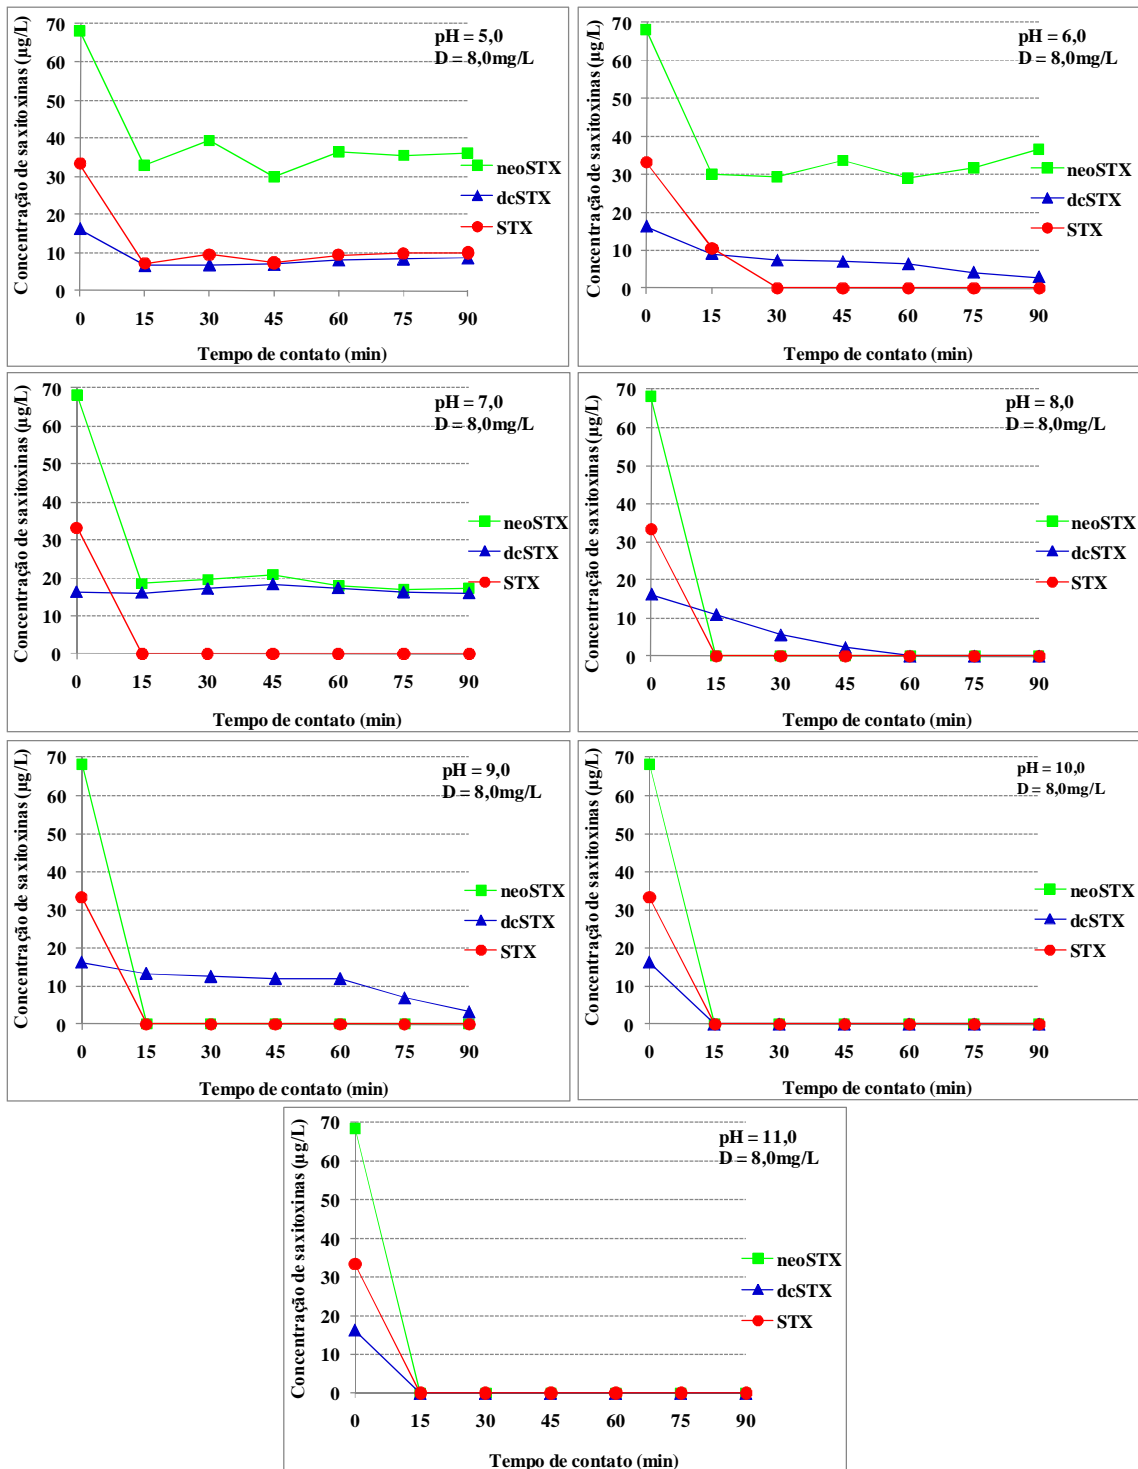 Concentração de saxitoxinas (µg/L)
70
60
50
40
30
20
10
0
pH = 5,0
D = 8,0mg/L
neoSTX
dcSTX
STX
0 15 30 45 60 75 90
Tempo de contato (min)
Concentração de saxitoxinas (µg/L)
70
60
50
40
30
20
10
0
pH = 6,0
D = 8,0mg/L
neoSTX
dcSTX
STX
0 15 30 45 60 75 90
Tempo de contato (min)
Concentração de saxitoxinas (µg/L)
70
60
50
40
30
20
10
0
pH = 7,0
D = 8,0mg/L
neoSTX
dcSTX
STX
0 15 30 45 60 75 90
Tempo de contato (min)
Concentração de saxitoxinas (µg/L)
70
60
50
40
30
20
10
0
pH = 8,0
D = 8,0mg/L
neoSTX
dcSTX
STX
0 15 30 45 60 75 90
Tempo de contato (min)
Concentração de saxitoxinas (µg/L)
70
60
50
40
30
20
10
0
pH = 9,0
D = 8,0mg/L
neoSTX
dcSTX
STX
0 15 30 45 60 75 90
Tempo de contato (min)
Concentração de saxitoxinas (µg/L)
70
60
50
40
30
20
10
0
pH = 10,0
D = 8,0mg/L
neoSTX
dcSTX
STX
0 15 30 45 60 75 90
Tempo de contato (min)
Concentração de saxitoxinas (µg/L)
70
60
50
40
30
20
10
0
pH = 11,0
D = 8,0mg/L
neoSTX
dcSTX
STX
0 15 30 45 60 75 90
Tempo de contato (min)